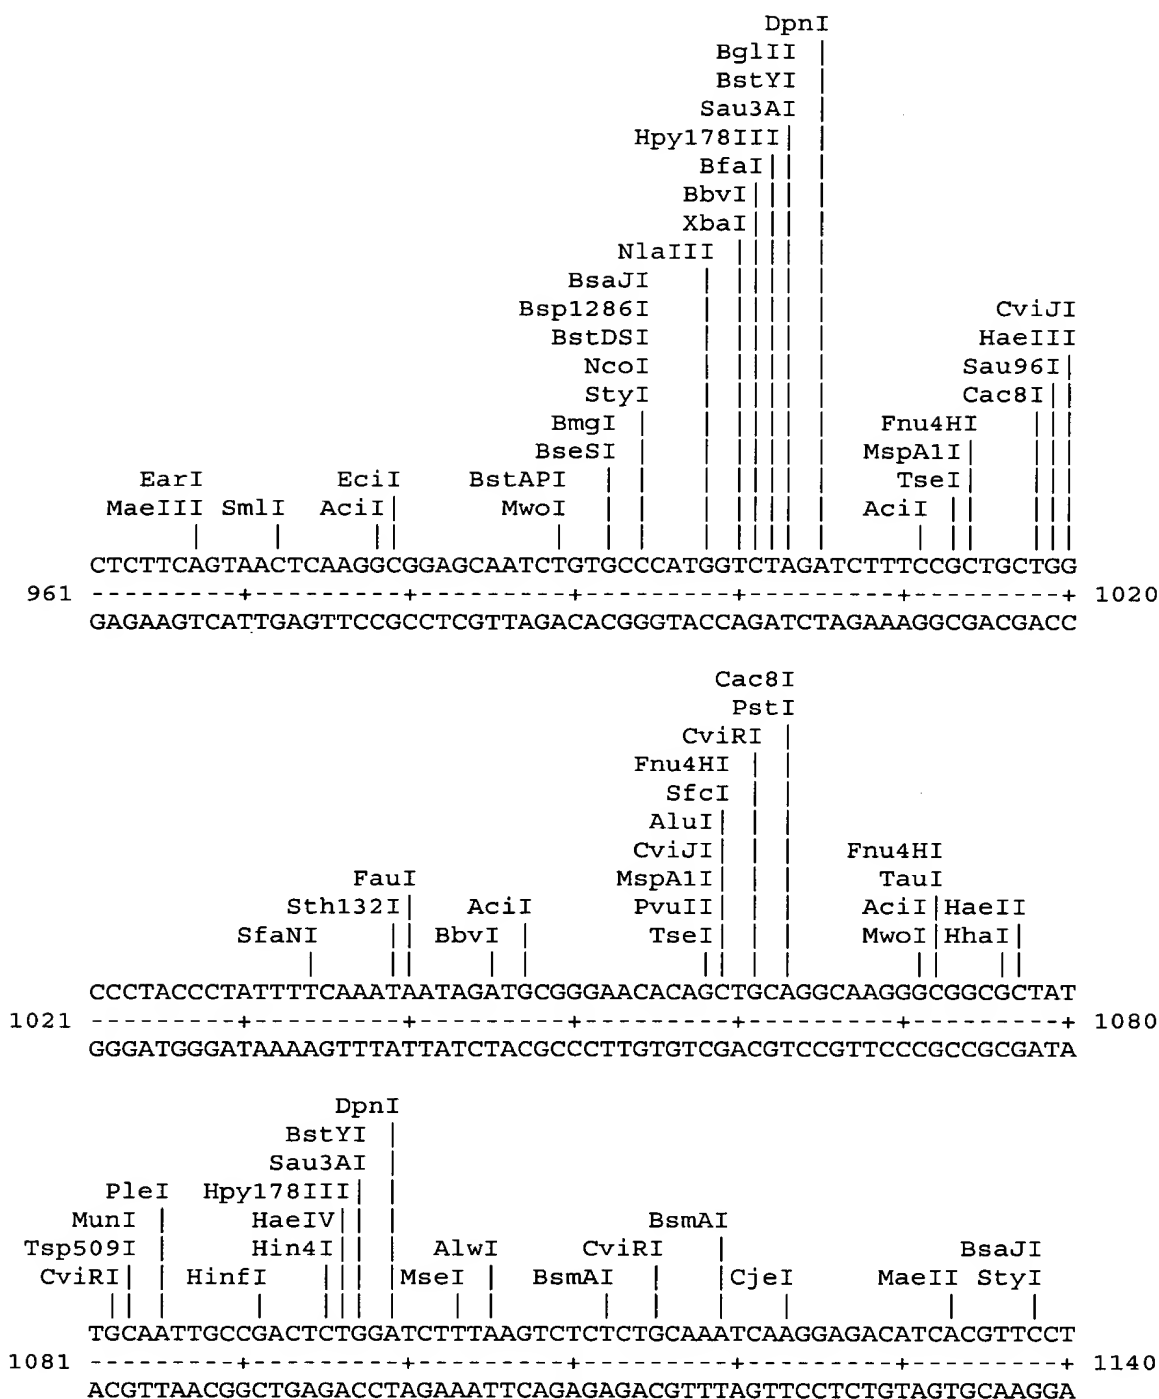 DpnI
BglII |
BstYI |
Sau3AI |
Hpy178III| |
BfaI|| |
BbvI||| |
XbaI|||| |
NlaIII |||| |
BsaJI | |||| |
Bsp1286I | |||| | CviJI
BstDSI | |||| | HaeIII
NcoI | |||| | Sau96I|
StyI | |||| | Cac8I||
BmgI| | |||| | Fnu4HI |||
BseSI | | |||| | MspA1I| |||
EarI EciI BstAPI | | | |||| | TseI|| |||
MaeIII SmlI AciI| MwoI | | | |||| | AciI || |||
CTCTTCAGTAACTCAAGGCGGAGCAATCTGTGCCCATGGTCTAGATCTTTCCGCTGCTGG
961 ---------+---------+---------+---------+---------+---------+ 1020
GAGAAGTCATTGAGTTCCGCCTCGTTAGACACGGGTACCAGATCTAGAAAGGCGACGACC
Cac8I
PstI
CviRI |
Fnu4HI | |
SfcI | |
AluI| | |
CviJI| | | Fnu4HI
FauI MspA1I| | | TauI
Sth132I| AciI PvuII| | | AciI|HaeII
SfaNI || BbvI | TseI| | | MwoI|HhaI|
CCCTACCCTATTTTCAAATAATAGATGCGGGAACACAGCTGCAGGCAAGGGCGGCGCTAT
1021 ---------+---------+---------+---------+---------+---------+ 1080
GGGATGGGATAAAAGTTTATTATCTACGCCCTTGTGTCGACGTCCGTTCCCGCCGCGATA
DpnI
BstYI |
Sau3AI |
PleI Hpy178III| |
MunI | HaeIV|| | BsmAI
Tsp509I | Hin4I|| | AlwI CviRI | BsaJI
CviRI| | HinfI ||| | MseI | BsmAI | |CjeI MaeII StyI
TGCAATTGCCGACTCTGGATCTTTAAGTCTCTCTGCAAATCAAGGAGACATCACGTTCCT
1081 ---------+---------+---------+---------+---------+---------+ 1140
ACGTTAACGGCTGAGACCTAGAAATTCAGAGAGACGTTTAGTTCCTCTGTAGTGCAAGGA